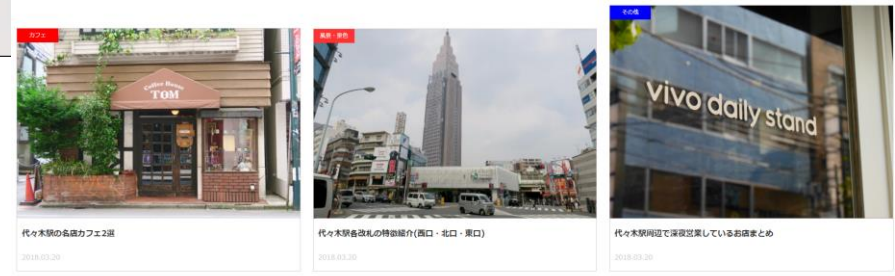 カフェ
Coffee House
TOM
代々木駅の名店カフェ2選
2016.03.20
風景・景色
代々木駅各改札の特徴紹介(西口・北口・東口)
2018.03.20
その他
vivo daily stand
代々木駅周辺で深夜営業しているお店まとめ
2018.03.20